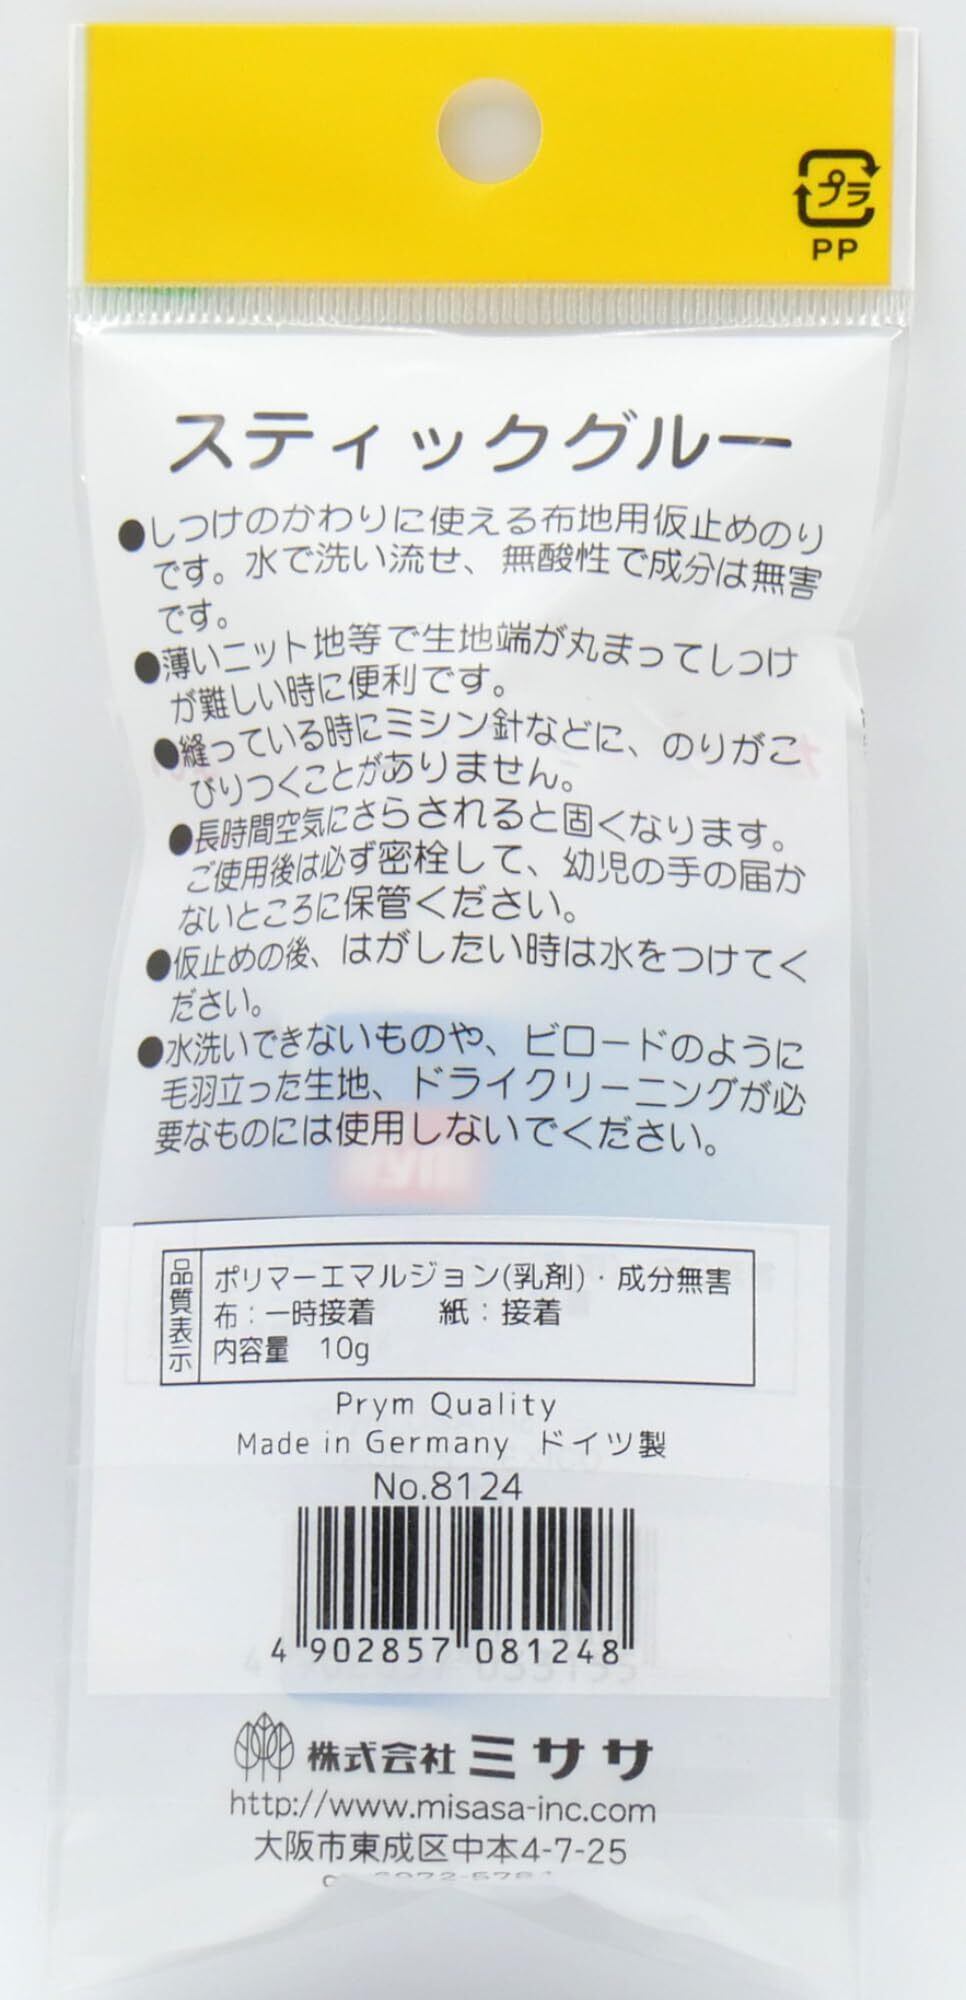 プラ
PP
スティックグルー
●しつけのかわりに使える布地用仮止めのり
です。水で洗い流せ、無酸性で成分は無害
です。
●薄いニット地等で生地端が丸まってしつけ
が難しい時に便利です。
●縫っている時にミシン針などに、のりがこ
びりつくことがありません。
●長時間空気にさらされると固くなります。
ご使用後は必ず密栓して、幼児の手の届か
ないところに保管ください。
●仮止めの後、はがしたい時は水をつけてく
ださい。
●水洗いできないものや、ビロードのように
毛羽立った生地、ドライクリーニングが必
要なものには使用しないでください。
品質表示
ポリマーエマルジョン(乳剤)・成分無害
布：一時接着 紙：接着
内容量 10g
Prym Quality
Made in Germany ドイツ製
No.8124
4 902857 081248
株式会社ミササ
http://www.misasa-inc.com
大阪市東成区中本4-7-25